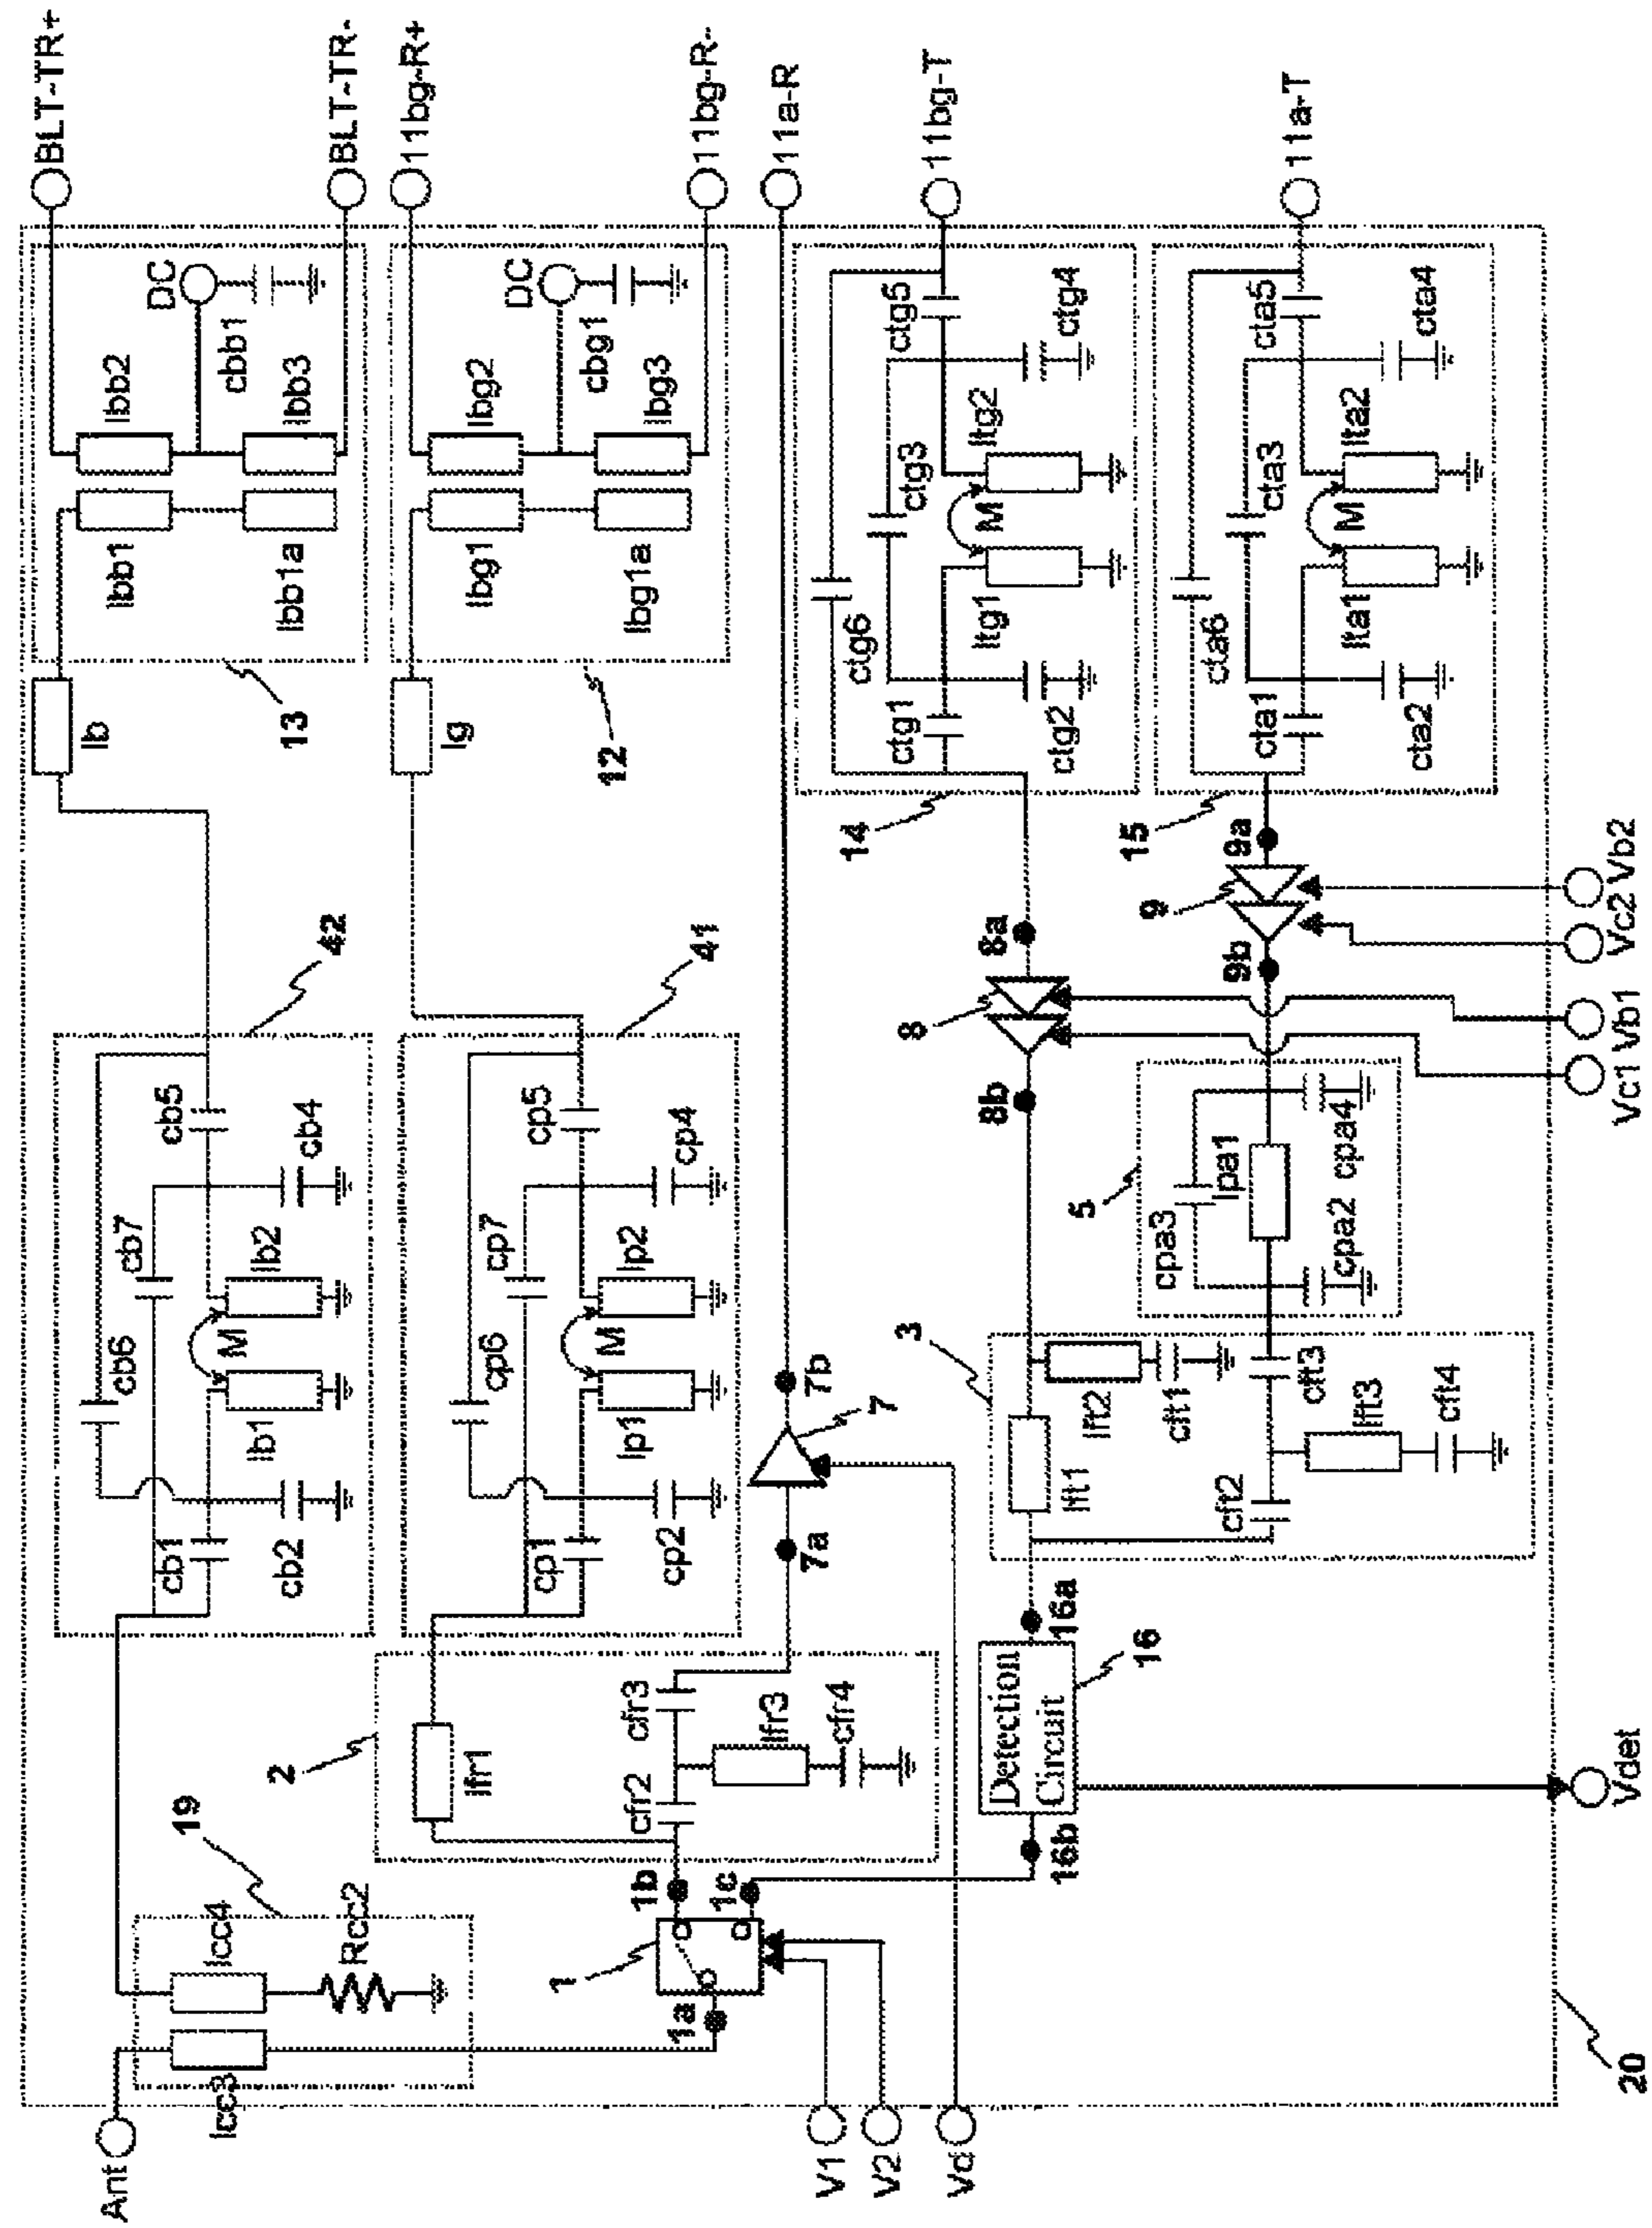 Ant
lcc3
lcc4
Rcc2
19
BLT-TR+
BLT-TR-
11bg-R+
11bg-R-
11a-R
11bg-T
11a-T
42
cb1
cb2
lb1
M
lb2
cb4
cb5
cb6
cb7
lb
13
lbb1
lbb1a
lbb2
lbb3
cbb1
DC
2
lfr1
cfr2
cfr3
lfr3
cfr4
41
cp1
cp2
lp1
M
lp2
cp4
cp5
cp6
cp7
lg
12
lbg1
lbg1a
lbg2
lbg3
cbg1
DC
1
1a
1b
1c
7a
7
7b
V1
V2
Vd
16b
Detection
Circuit
16
16a
Vdet
3
lft1
lft2
cft1
cft2
cft3
lft3
cft4
5
cpa3
lpa1
cpa2
cpa4
8b
8
8a
9b
9
9a
14
ctg1
ctg2
ctg3
ctg4
ctg5
ctg6
ltg1
M
ltg2
15
cta1
cta2
cta3
cta4
cta5
cta6
lta1
M
lta2
Vc1
Vb1
Vc2
Vb2
20